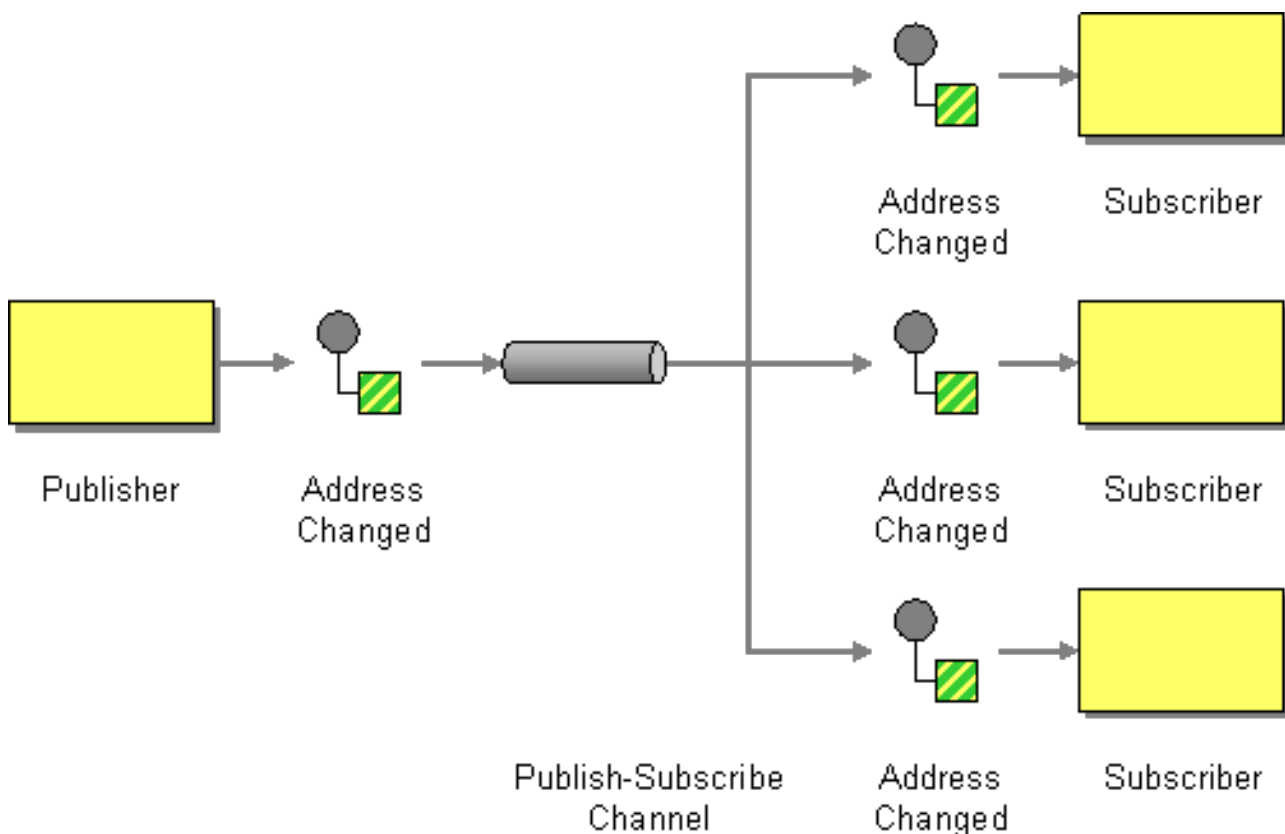 Address
Changed
Subscriber
Publisher
Address
Changed
Address
Changed
Subscriber
Publish-Subscribe
Channel
Address
Changed
Subscriber